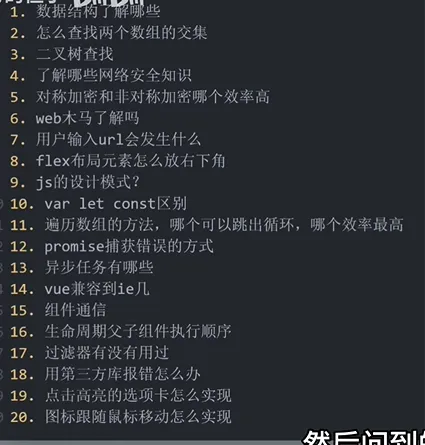 1. 数据结构了解哪些
2. 怎么查找两个数组的交集
3. 二叉树查找
4. 了解哪些网络安全知识
5. 对称加密和非对称加密哪个效率高
6. web木马了解吗
7. 用户输入url会发生什么
8. flex布局元素怎么放右下角
9. js的设计模式?
10. var let const区别
11. 遍历数组的方法，哪个可以跳出循环，哪个效率最高
12. promise捕获错误的方式
13. 异步任务有哪些
14. vue兼容到ie几
15. 组件通信
16. 生命周期父子组件执行顺序
17. 过滤器有没有用过
18. 用第三方库报错怎么办
19. 点击高亮的选项卡怎么实现
20. 图标跟随鼠标移动怎么实现
然后问到